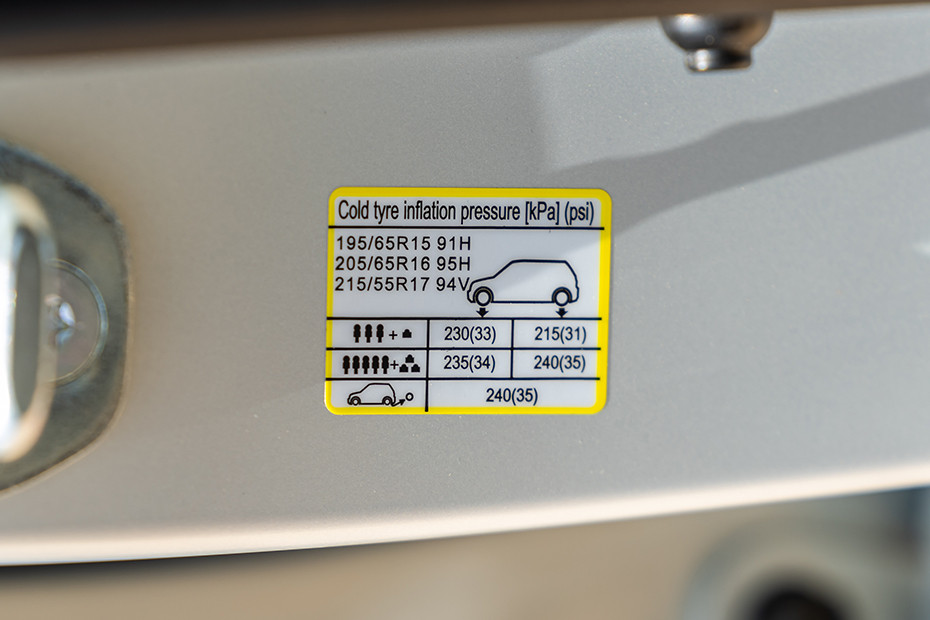 Cold tyre inflation pressure [kPa] (psi)
195/65R15 91H
205/65R16 95H
215/55R17 94V
+ 230(33) 215(31)
+ 235(34) 240(35)
240(35)